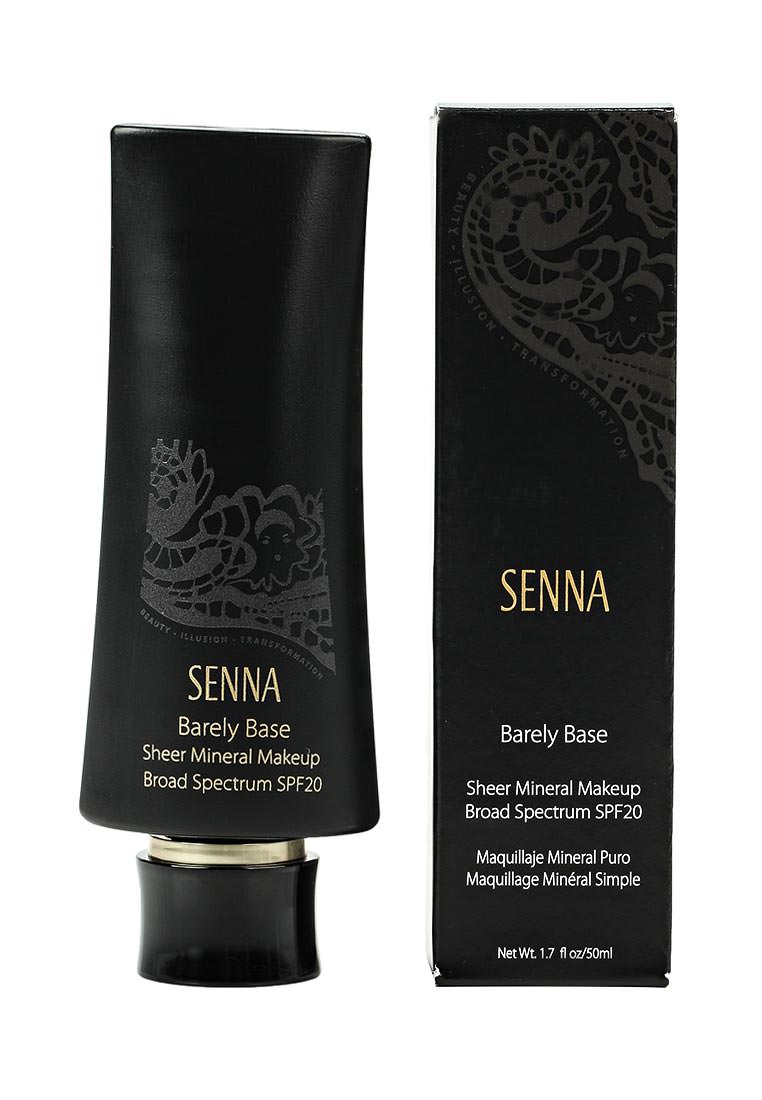 BEAUTY - ILLUSION - TRANSFORMATION
SENNA
Barely Base
Sheer Mineral Makeup
Broad Spectrum SPF20
BEAUTY · iLLUSION · TRANSFORMATION
SENNA
Barely Base
Sheer Mineral Makeup
Broad Spectrum SPF20
Maquillaje Mineral Puro
Maquillage Minéral Simple
Net Wt. 1.7 fl oz/50ml